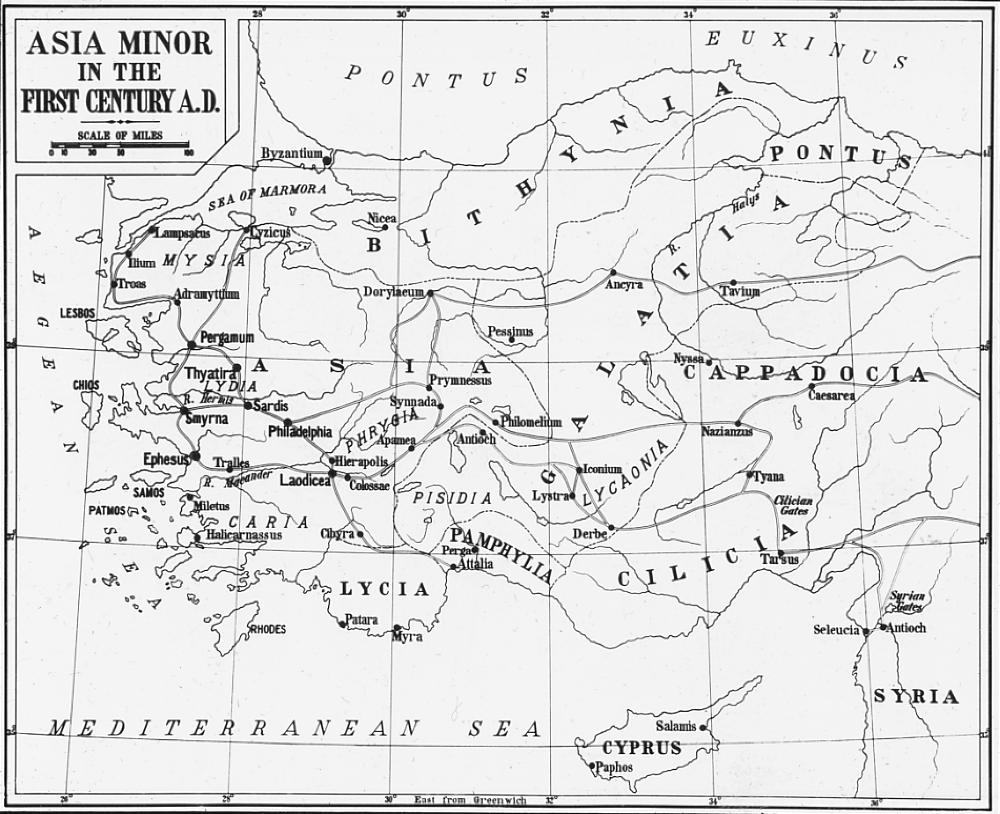 ASIA MINOR
IN THE
FIRST CENTURY A.D.
SCALE OF MILES
0 10 30 50 100
28° 30° 32° 34° 36°
PONTUS EUXINUS
BITHYNIA
PONTUS
Byzantium
SEA OF MARMORA
Halys
R.
Nicea
Lampsacus
Cyzicus
Ilium
MYSIA
Troas
Adramyttium
Dorylaeum
Ancyra
Tavium
LESBOS
Pergamum
Pessinus
GALATIA
AEGEAN
SEA
ASIA
Thyatira
Nyssa
CAPPADOCIA
CHIOS
LYDIA
Prymnessus
Caesarea
R. Hermis
Sardis
Synnada
Smyrna
Philadelphia
PHRYGIA
Philomelium
Nazianzus
Apamea
Antioch
Ephesus
Tralles
Hierapolis
LYCAONIA
Iconium
R. Maeander
Laodicea
Colossae
Tyana
SAMOS
PISIDIA
Lystra
Cilician
Gates
PATMOS
Miletus
CARIA
Halicarnassus
Cibyra
PAMPHYLIA
Derbe
Perga
Attalia
CILICIA
Tarsus
LYCIA
Syrian
Gates
Patara
Myra
RHODES
Seleucia
Antioch
SYRIA
MEDITERRANEAN SEA
Salamis
CYPRUS
Paphos
26° 28° 30° East from Greenwich 32° 34° 36°